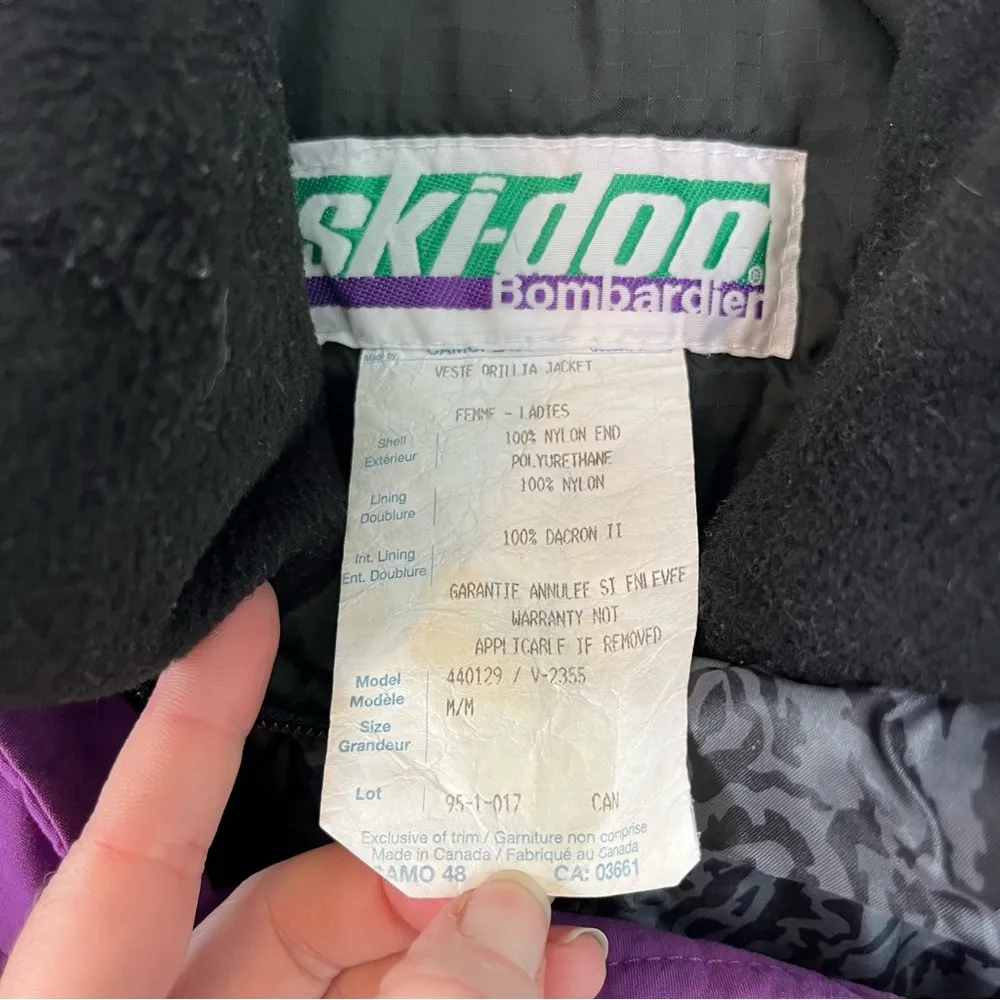 ski-doo®
Bombardier
Made by:
VESTE ORILLIA JACKET
FEMME - LADIES
Shell 100% NYLON END
Extérieur POLYURETHANE
Lining 100% NYLON
Doublure
Int. Lining 100% DACRON II
Ent. Doublure
GARANTIE ANNULEE SI ENLEVEE
WARRANTY NOT
APPLICABLE IF REMOVED
Model 440129 / V-2355
Modèle
Size M/M
Grandeur
Lot 95-1-017 CAN
Exclusive of trim / Garniture non comprise
Made in Canada / Fabriqué au Canada
CAMO 48 CA: 03661